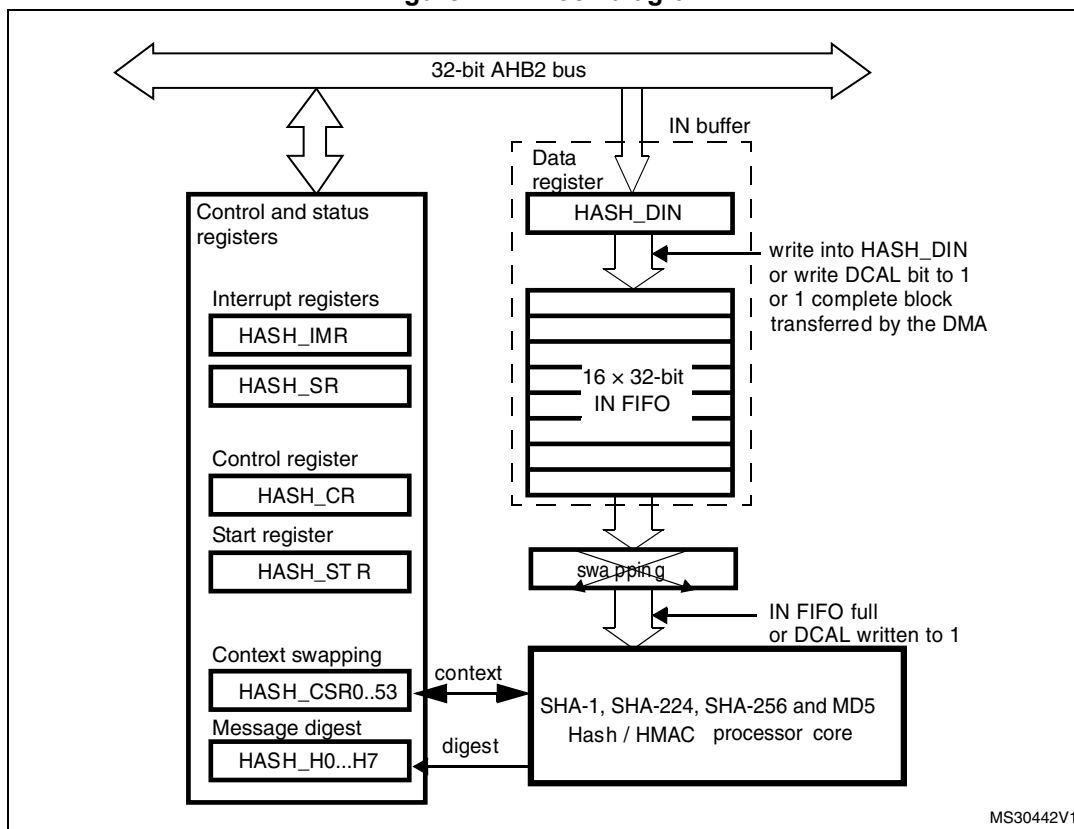 32-bit AHB2 bus
IN buffer
Data
register
HASH_DIN
write into HASH_DIN
or write DCAL bit to 1
or 1 complete block
transferred by the DMA
16 × 32-bit
IN FIFO
swapping
IN FIFO full
or DCAL written to 1
Control and status
registers
Interrupt registers
HASH_IMR
HASH_SR
Control register
HASH_CR
Start register
HASH_STR
Context swapping
HASH_CSR0..53
context
Message digest
HASH_H0...H7
digest
SHA-1, SHA-224, SHA-256 and MD5
Hash / HMAC processor core
MS30442V1